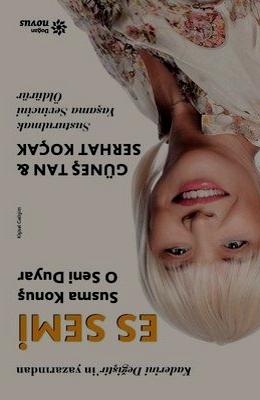 Kaderini Değiştir'in yazarından
ES SEMİ
Susma Konuş
O Seni Duyar
Kişisel Gelişim
GÜNEŞ TAN &
SERHAT KOÇAK
Susturulmak
Yaşama Sevincini
Öldürür
Doğan
novus